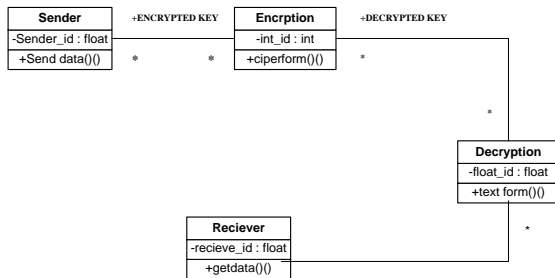 Sender
-Sender_id : float
+Send data()()
+ENCRYPTED KEY
*
*
Encrption
-int_id : int
+ciperform()()
+DECRYPTED KEY
*
*
Decryption
-float_id : float
+text form()()
*
Reciever
-recieve_id : float
+getdata()()